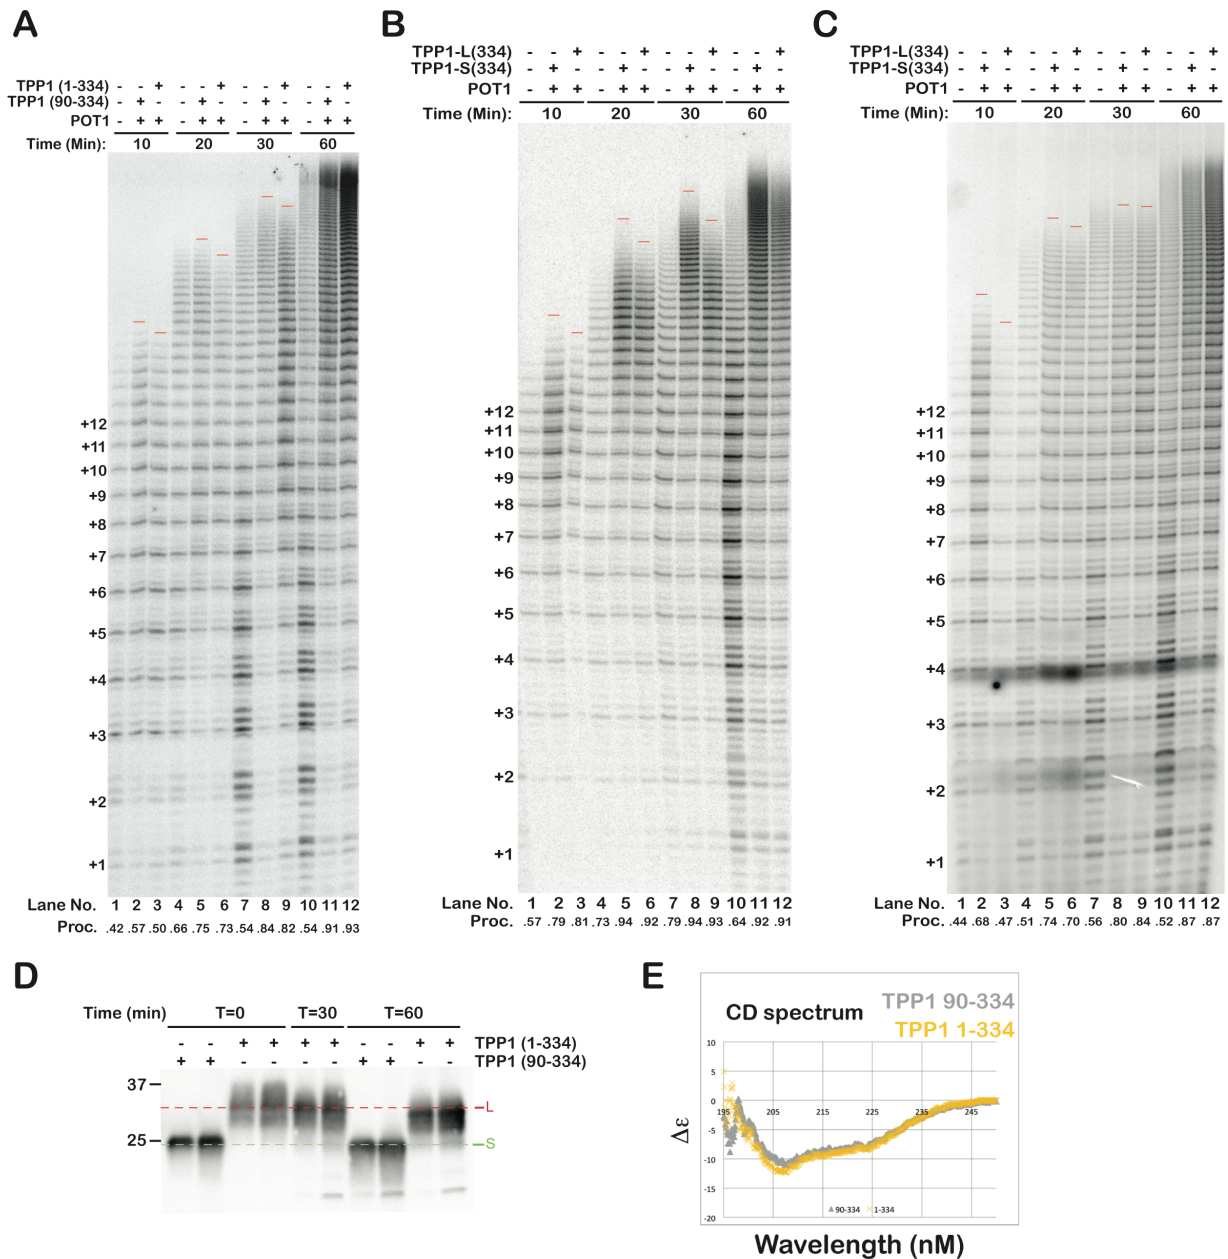 A
TPP1 (1-334) - - + - - + - - + - - +
TPP1 (90-334) - + - - + - - + - - + -
POT1 - + + - + + - + + - + +
Time (Min): 10 20 30 60
+12
+11
+10
+9
+8
+7
+6
+5
+4
+3
+2
+1
Lane No. 1 2 3 4 5 6 7 8 9 10 11 12
Proc. .42 .57 .50 .66 .75 .73 .54 .84 .82 .54 .91 .93
B
TPP1-L(334) - - + - - + - - + - - +
TPP1-S(334) - + - - + - - + - - + -
POT1 - + + - + + - + + - + +
Time (Min): 10 20 30 60
+12
+11
+10
+9
+8
+7
+6
+5
+4
+3
+2
+1
1 2 3 4 5 6 7 8 9 10 11 12
.57 .79 .81 .73 .94 .92 .79 .94 .93 .64 .92 .91
C
TPP1-L(334) - - + - - + - - + - - +
TPP1-S(334) - + - - + - - + - - + -
POT1 - + + - + + - + + - + +
Time (Min): 10 20 30 60
+12
+11
+10
+9
+8
+7
+6
+5
+4
+3
+2
+1
Lane No. 1 2 3 4 5 6 7 8 9 10 11 12
Proc. .44 .68 .47 .51 .74 .70 .56 .80 .84 .52 .87 .87
D
Time (min) T=0 T=30 T=60
- - + + + + - - + + TPP1 (1-334)
+ + - - - - + + - - TPP1 (90-334)
37
L
25
S
E
TPP1 90-334
CD spectrum
TPP1 1-334
10
5
0
-5
-10
-15
-20
195 205 215 225 235 245
Δε
90-334 1-334
Wavelength (nM)